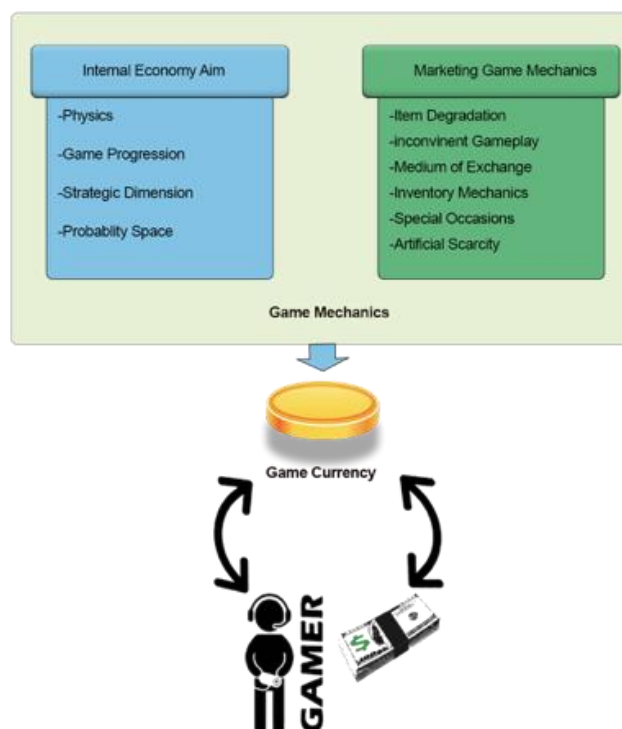 Internal Economy Aim
-Physics
-Game Progression
-Strategic Dimension
-Probablity Space
Marketing Game Mechanics
-Item Degradation
-inconvinent Gameplay
-Medium of Exchange
-Inventory Mechanics
-Special Occasions
-Artificial Scarcity
Game Mechanics
Game Currency
GAMER
$